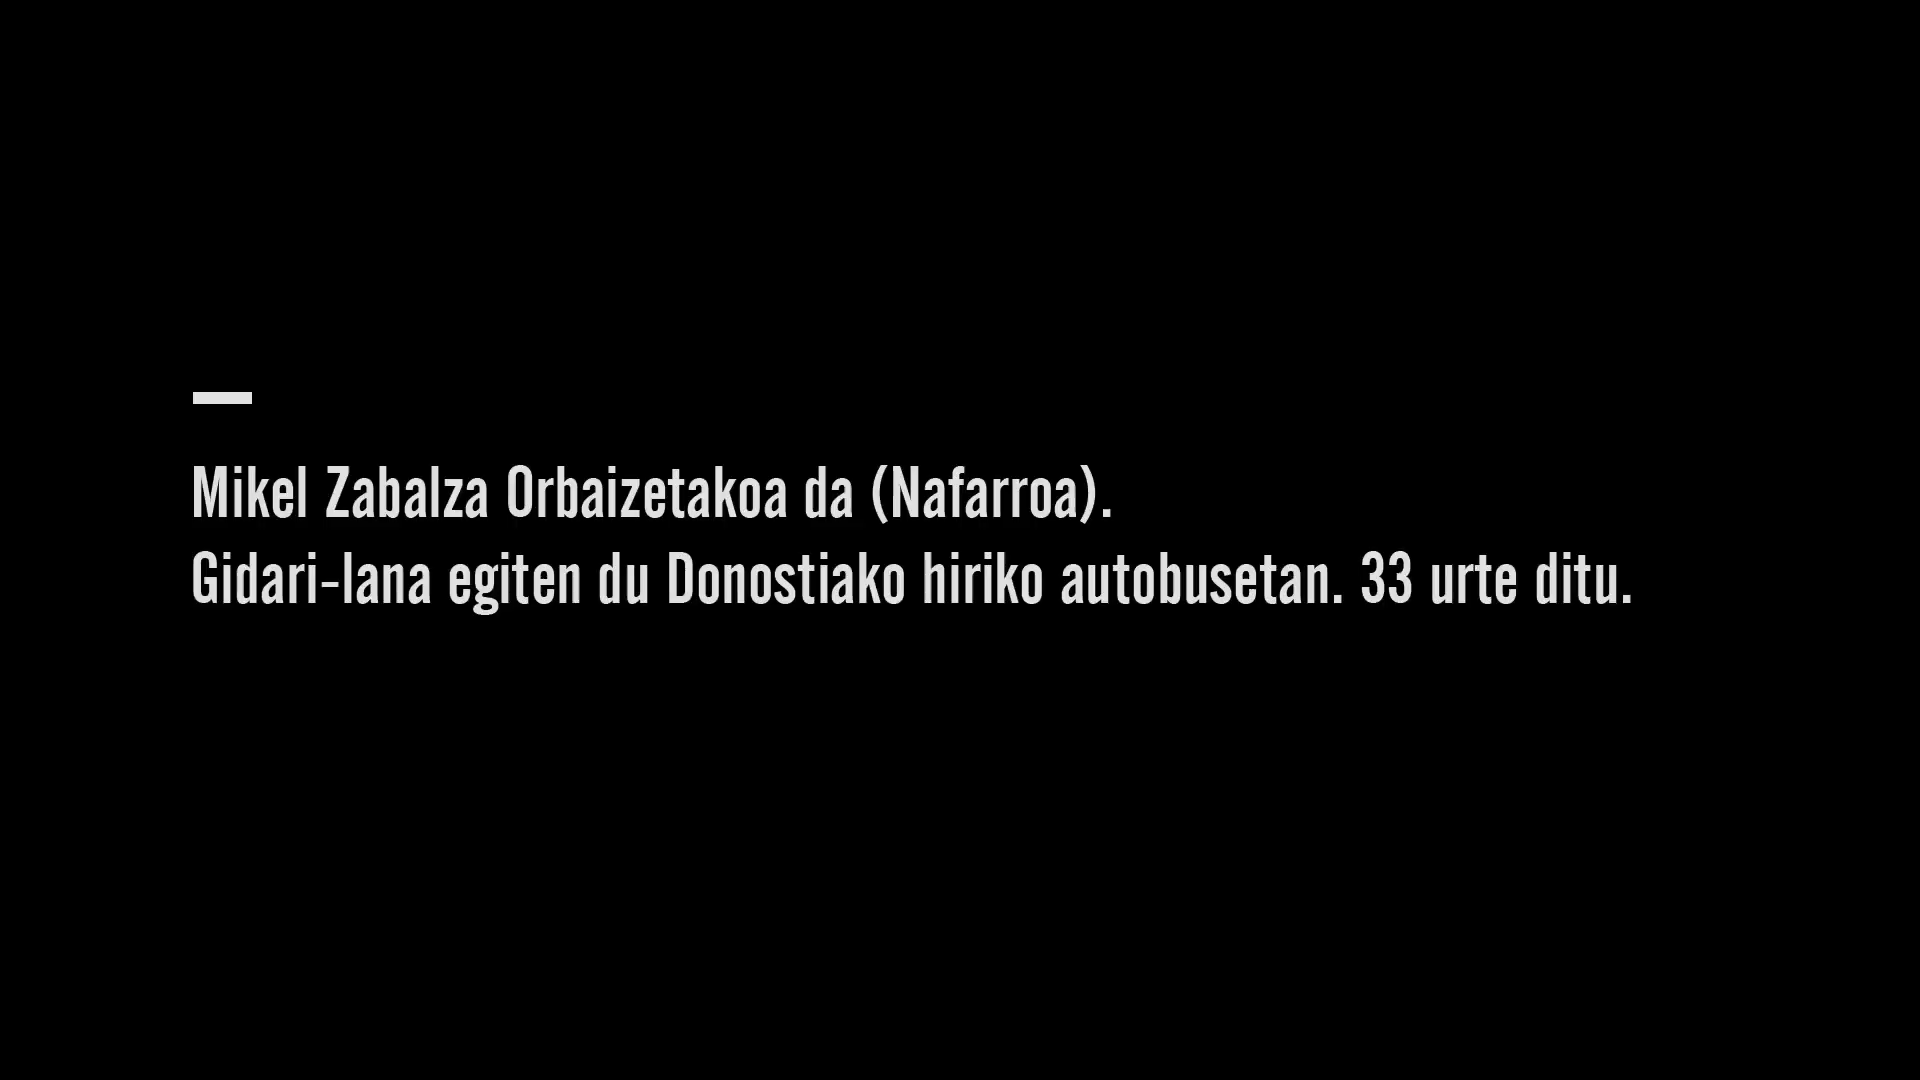 Mikel Zabalza Orbaizetakoa da (Nafarroa).
Gidari-lana egiten du Donostiako hiriko autobusetan. 33 urte ditu.